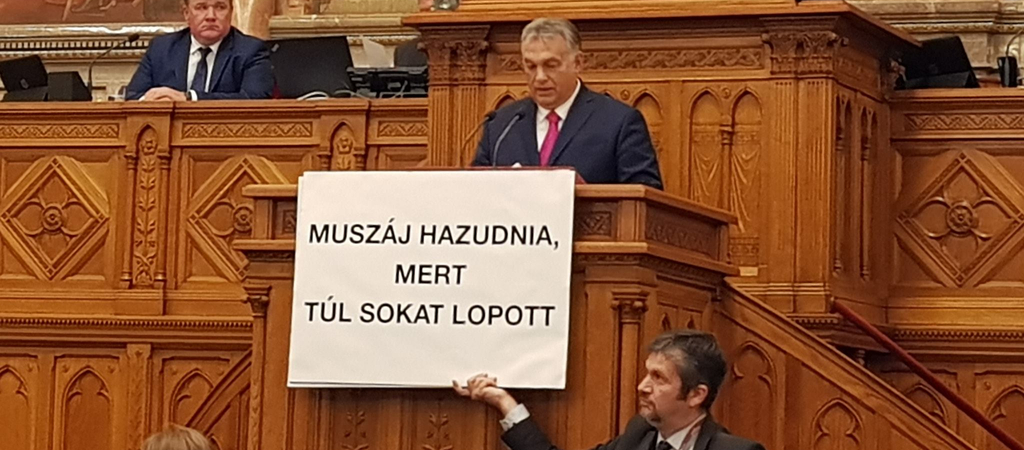 MUSZÁJ HAZUDNIA,
MERT
TÚL SOKAT LOPOTT